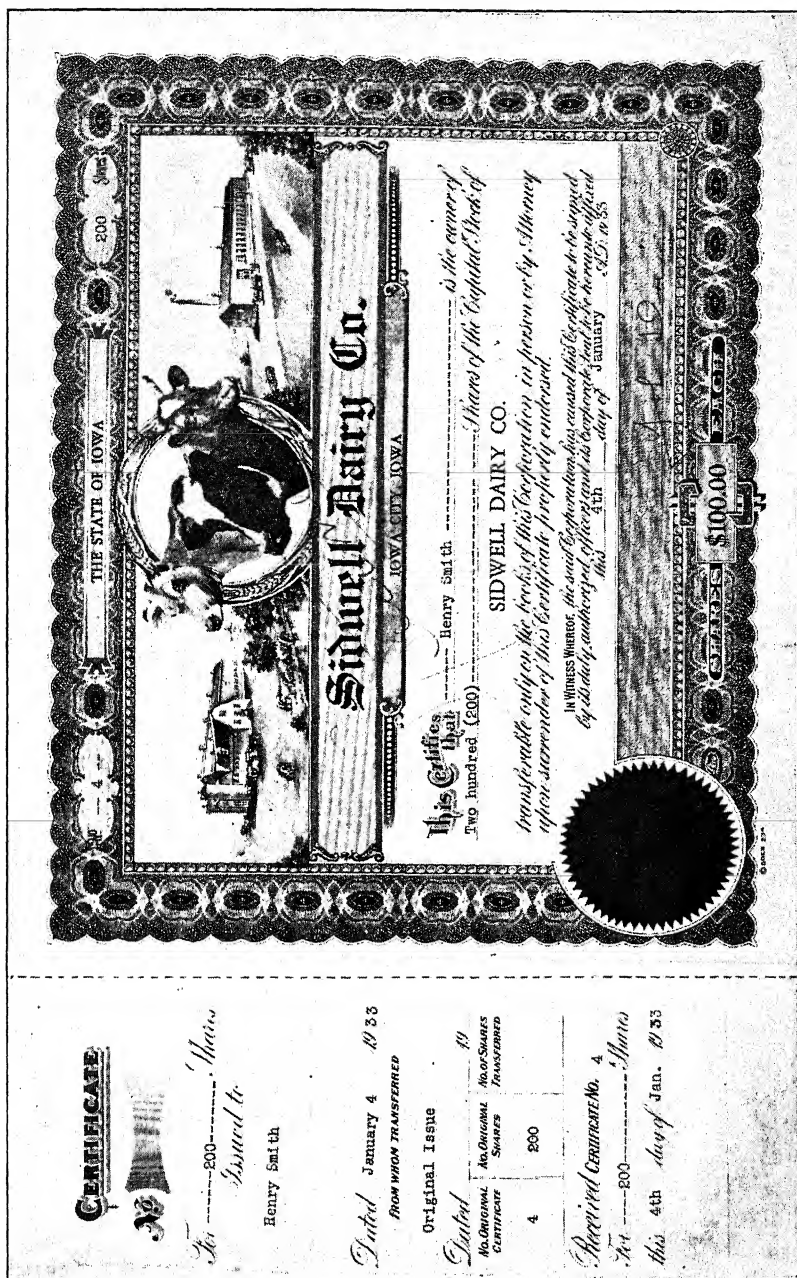 CERTIFICATE
No.
For -----200----- Shares
Issued to
Henry Smith
Dated January 4 1933
FROM WHOM TRANSFERRED
Original Issue
Dated 19
NO. ORIGINAL CERTIFICATE NO. ORIGINAL SHARES NO. OF SHARES TRANSFERRED
4 200
Received CERTIFICATE No. 4
For -----200----- Shares
this 4th day of Jan. 1933
No --- 4 --- THE STATE OF IOWA 200 Shares
Sidwell Dairy Co.
IOWA CITY, IOWA
This Certifies that ------ Henry Smith ------ is the owner of
Two hundred (200) ------ Shares of the Capital Stock of
SIDWELL DAIRY CO.
transferable only on the books of this Corporation in person or by Attorney
upon surrender of this Certificate properly endorsed.
IN WITNESS WHEREOF, the said Corporation has caused this Certificate to be signed
by its duly authorized officers and its Corporate Seal to be hereunto affixed
this 4th day of January A.D. 1933
SHARES $100.00 EACH
© GOES 234